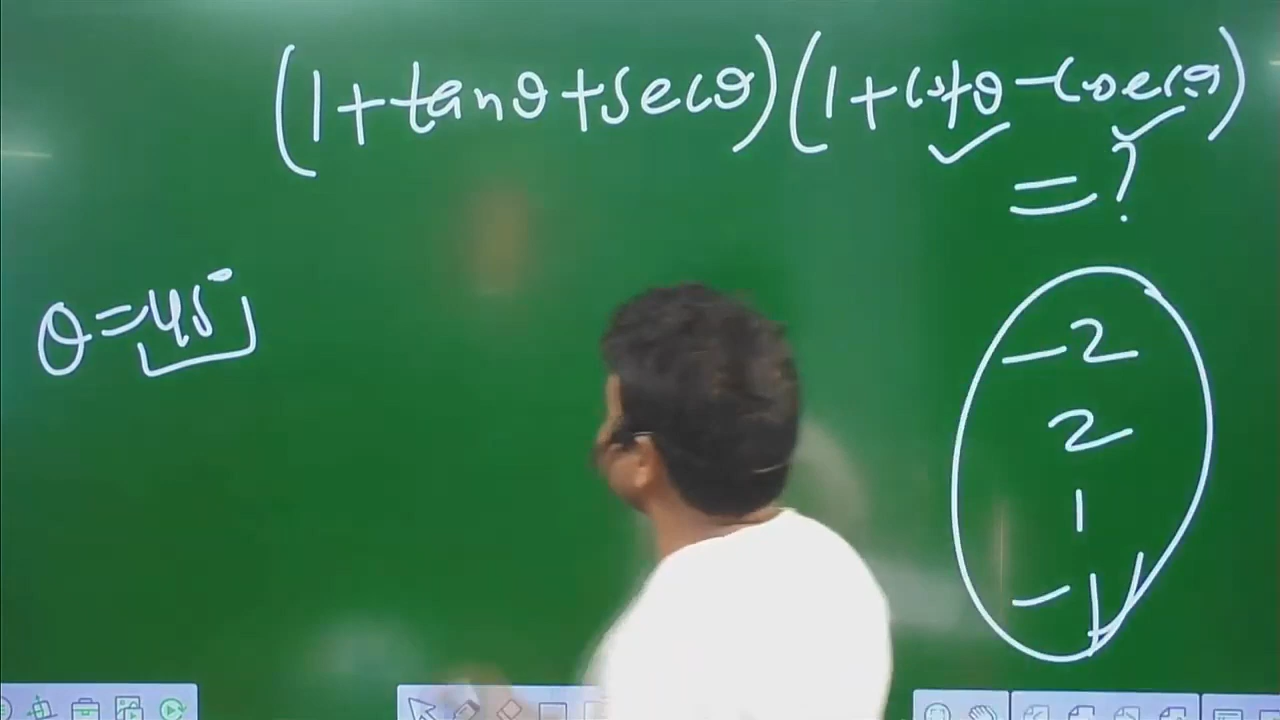 (1+tanθ+secθ)(1+cotθ-cosecθ)
=?
θ=45°
-2
2
1
-1